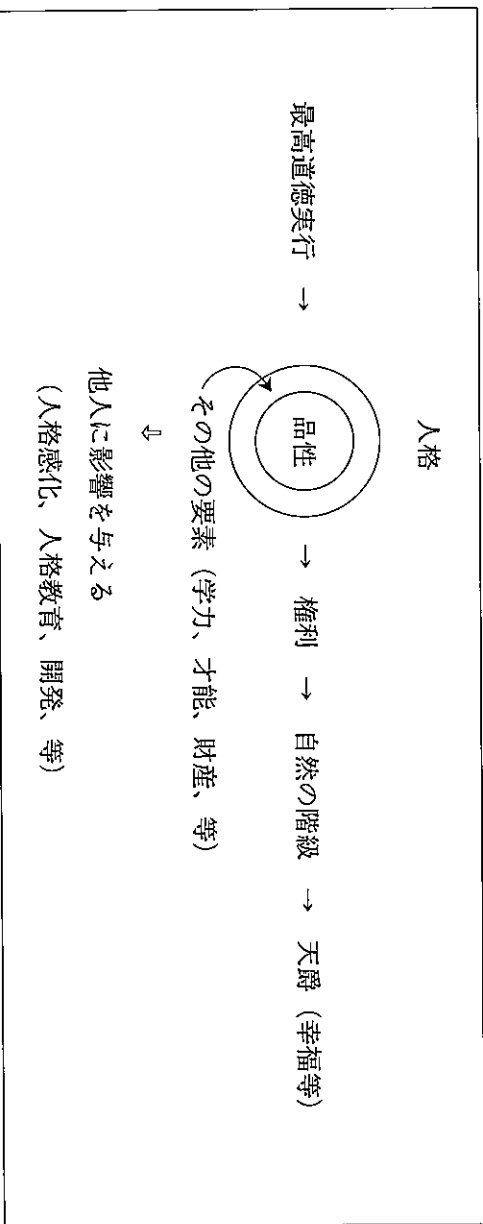 人格
最高道徳実行 → 品性 → 権利 → 自然の階級 → 天爵（幸福等）
その他の要素（学力、才能、財産、等）
⇩
他人に影響を与える
（人格感化、人格教育、開発、等）